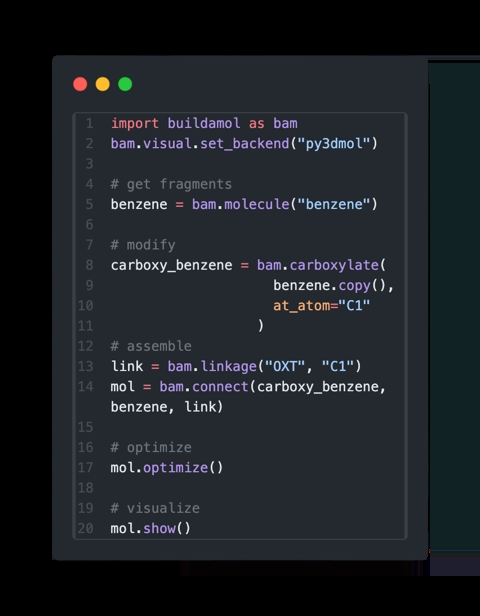 1 import buildamol as bam
2 bam.visual.set_backend("py3dmol")
3
4 # get fragments
5 benzene = bam.molecule("benzene")
6
7 # modify
8 carboxy_benzene = bam.carboxylate(
9 benzene.copy(),
10 at_atom="C1"
11 )
12 # assemble
13 link = bam.linkage("OXT", "C1")
14 mol = bam.connect(carboxy_benzene,
benzene, link)
15
16 # optimize
17 mol.optimize()
18
19 # visualize
20 mol.show()